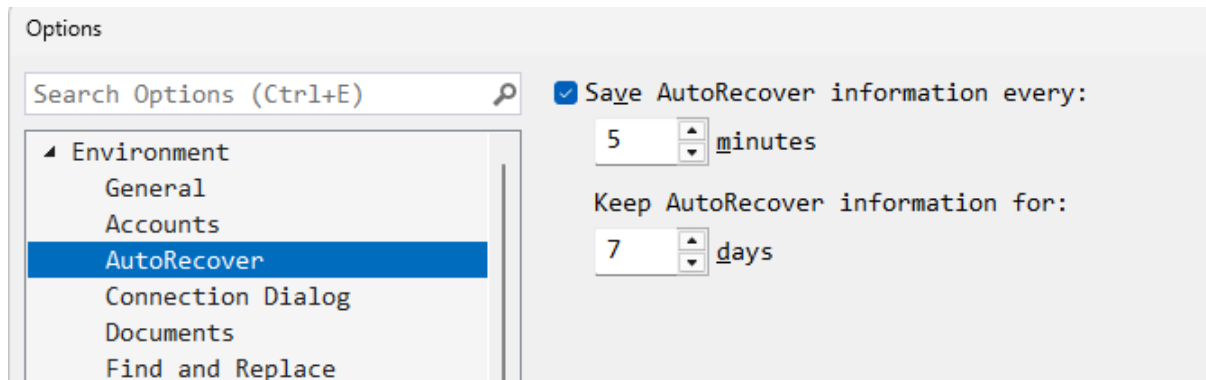 Options
Search Options (Ctrl+E)
Environment
General
Accounts
AutoRecover
Connection Dialog
Documents
Find and Replace
Save AutoRecover information every:
5 minutes
Keep AutoRecover information for:
7 days